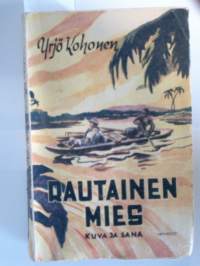 Yrjö Kohonen
RAUTAINEN
MIES
KUVA JA SANA